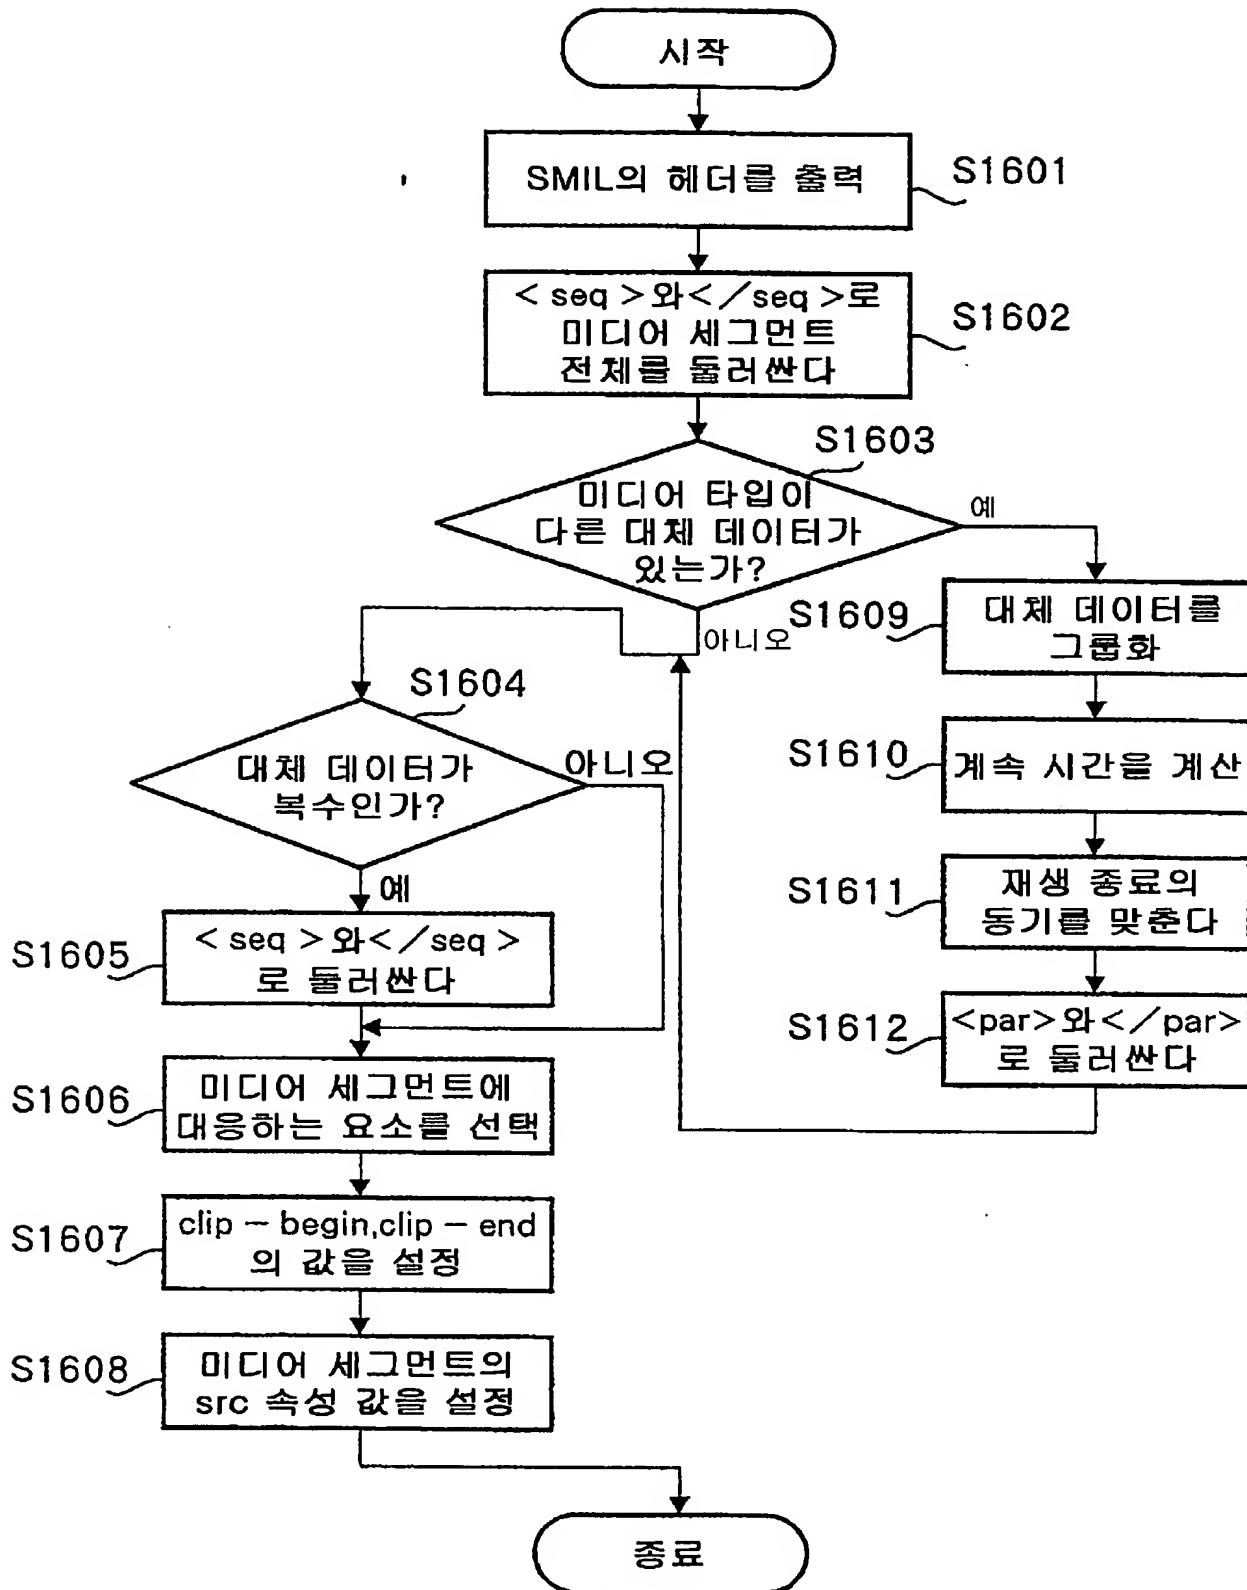 시작
SMIL의 헤더를 출력
S1601
< seq >와</seq>로
미디어 세그먼트
전체를 둘러싼다
S1602
S1603
미디어 타입이
다른 대체 데이터가
있는가?
예
아니오
S1609
대체 데이터를
그룹화
S1604
대체 데이터가
복수인가?
아니오
예
S1610
계속 시간을 계산
S1611
재생 종료의
동기를 맞춘다
S1605
< seq >와</seq>
로 둘러싼다
S1612
<par>와</par>
로 둘러싼다
S1606
미디어 세그먼트에
대응하는 요소를 선택
S1607
clip - begin,clip - end
의 값을 설정
S1608
미디어 세그먼트의
src 속성 값을 설정
종료